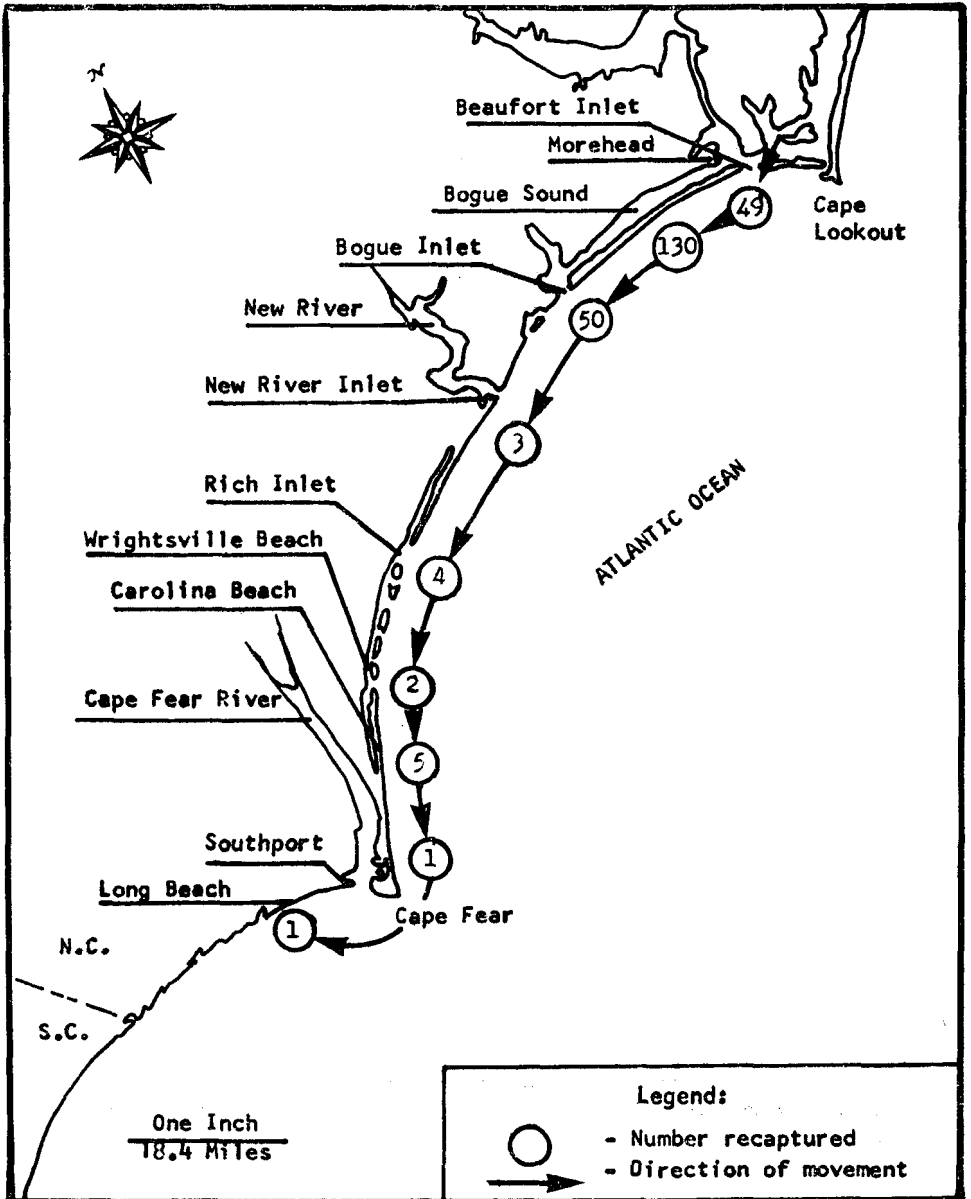 N
Beaufort Inlet
Morehead
Bogue Sound
49
Cape
Lookout
130
Bogue Inlet
New River
50
New River Inlet
3
ATLANTIC OCEAN
Rich Inlet
Wrightsville Beach
4
Carolina Beach
2
Cape Fear River
5
Southport
1
Long Beach
Cape Fear
1
N.C.
S.C.
One Inch
18.4 Miles
Legend:
- Number recaptured
- Direction of movement